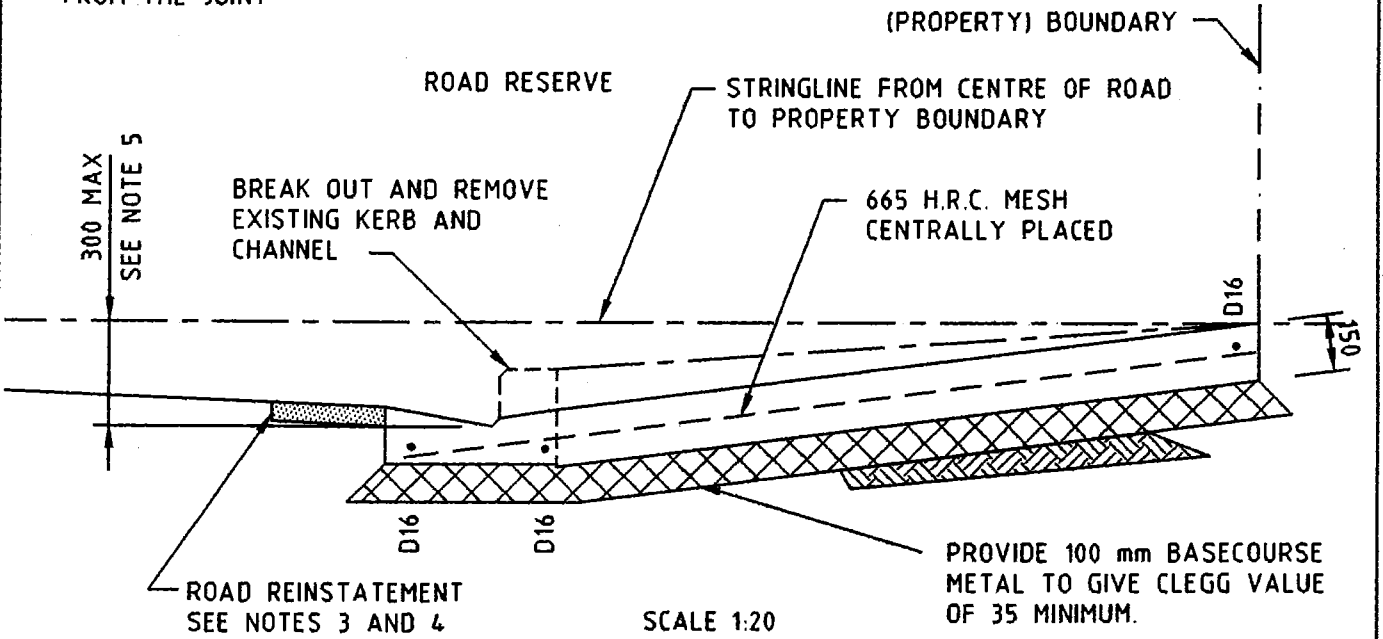 FROM THE JOINT
(PROPERTY) BOUNDARY
ROAD RESERVE
STRINGLINE FROM CENTRE OF ROAD
TO PROPERTY BOUNDARY
300 MAX
SEE NOTE 5
BREAK OUT AND REMOVE
EXISTING KERB AND
CHANNEL
665 H.R.C. MESH
CENTRALLY PLACED
D16
150
D16
D16
ROAD REINSTATEMENT
SEE NOTES 3 AND 4
SCALE 1:20
PROVIDE 100 mm BASECOURSE
METAL TO GIVE CLEGG VALUE
OF 35 MINIMUM.